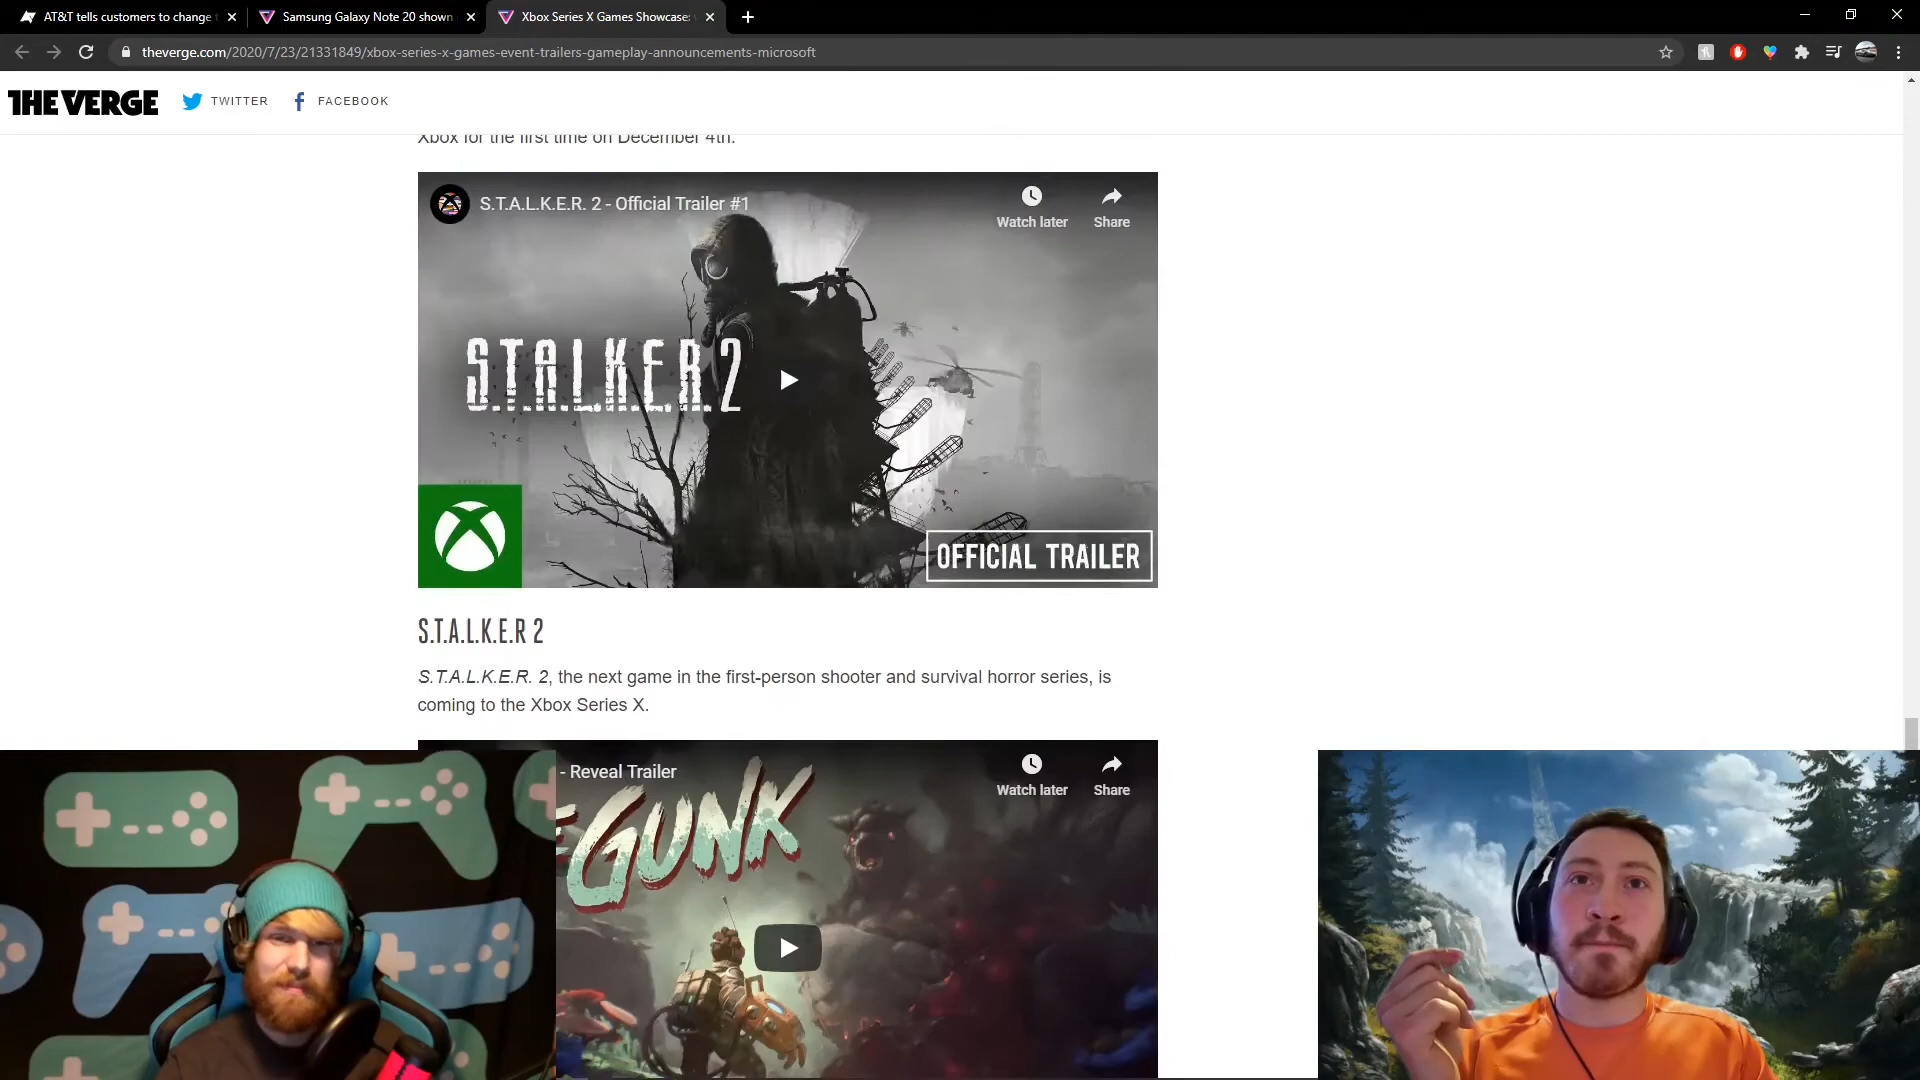 AT&T tells customers to change t
Samsung Galaxy Note 20 shown
Xbox Series X Games Showcase:
theverge.com/2020/7/23/21331849/xbox-series-x-games-event-trailers-gameplay-announcements-microsoft
THE VERGE
TWITTER
FACEBOOK
Xbox for the first time on December 4th.
S.T.A.L.K.E.R. 2 - Official Trailer #1
Watch later
Share
S.T.A.L.K.E.R.2
OFFICIAL TRAILER
S.T.A.L.K.E.R 2
S.T.A.L.K.E.R. 2, the next game in the first-person shooter and survival horror series, is
coming to the Xbox Series X.
- Reveal Trailer
Watch later
Share
GUNK